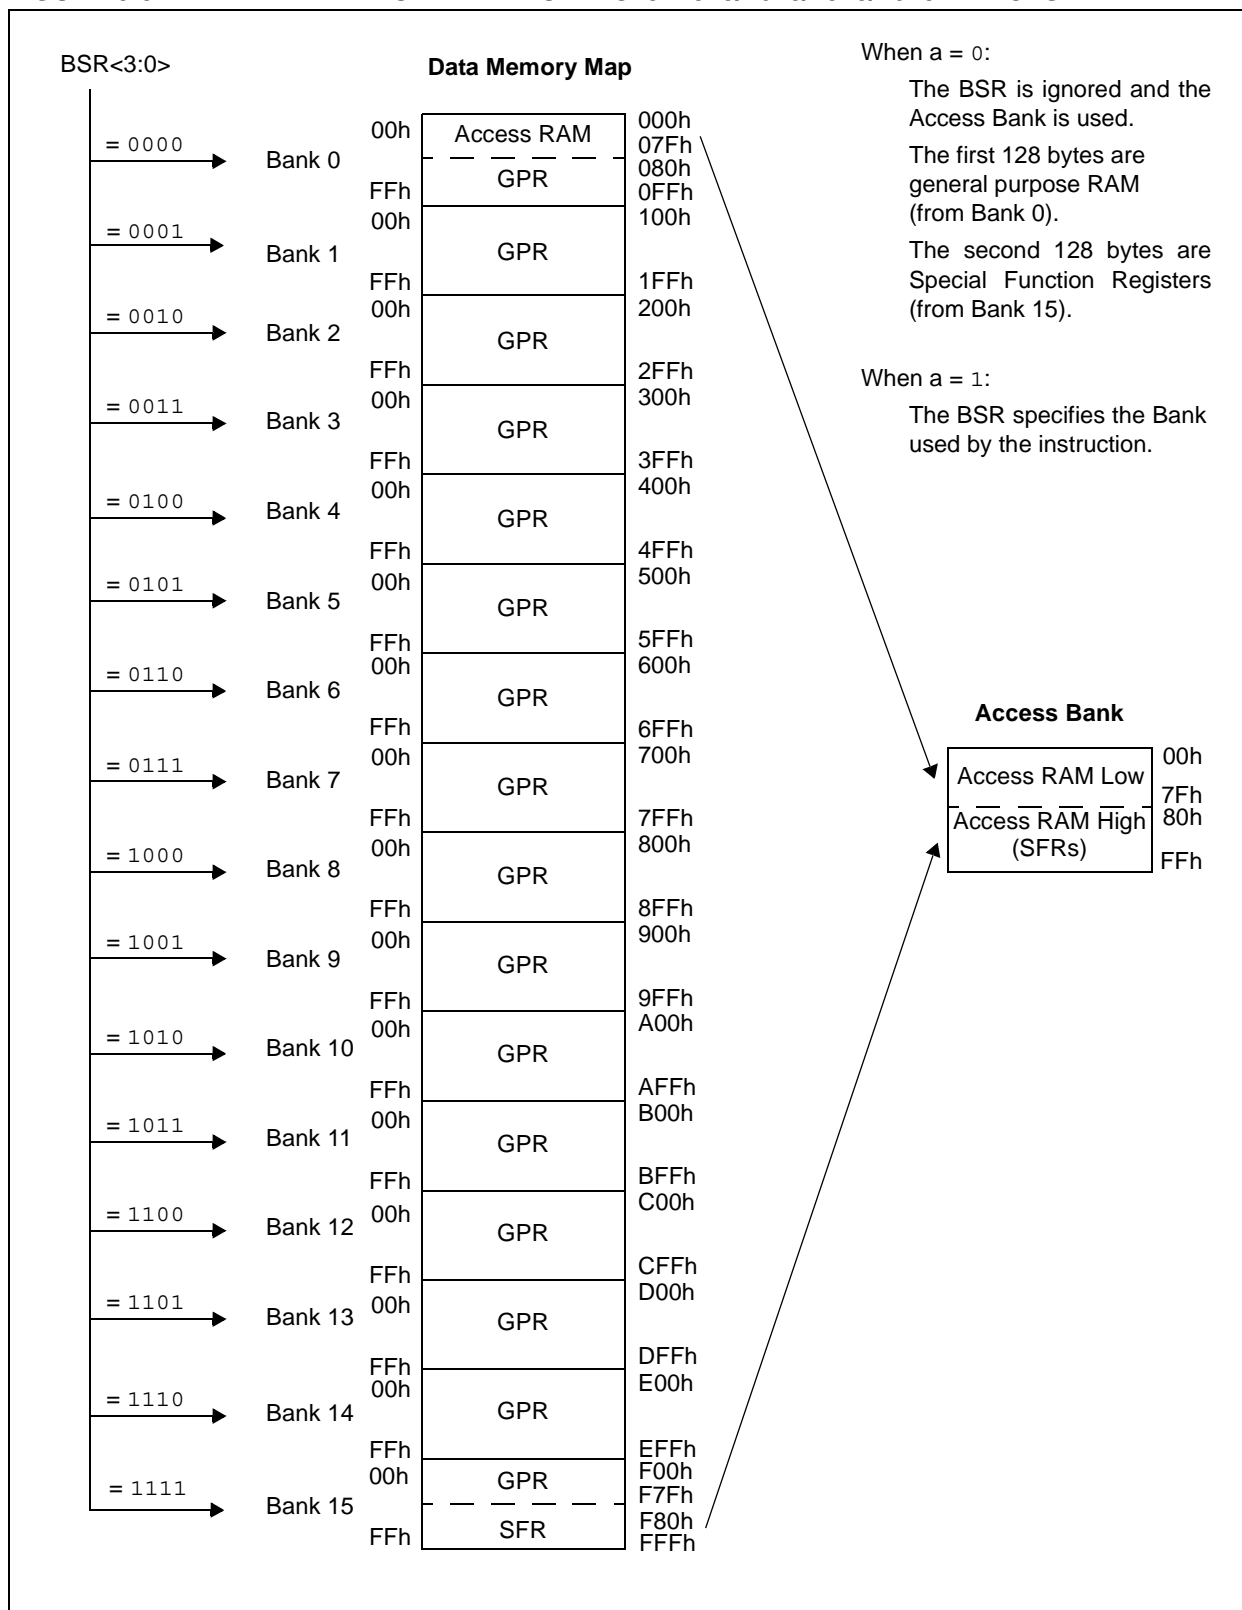 BSR<3:0>
Data Memory Map
When a = 0:
The BSR is ignored and the
Access Bank is used.
The first 128 bytes are
general purpose RAM
(from Bank 0).
The second 128 bytes are
Special Function Registers
(from Bank 15).
When a = 1:
The BSR specifies the Bank
used by the instruction.
= 0000
Bank 0
00h
Access RAM
000h
07Fh
080h
GPR
FFh
0FFh
= 0001
Bank 1
00h
100h
GPR
FFh
1FFh
= 0010
Bank 2
00h
200h
GPR
FFh
2FFh
= 0011
Bank 3
00h
300h
GPR
FFh
3FFh
= 0100
Bank 4
00h
400h
GPR
FFh
4FFh
= 0101
Bank 5
00h
500h
GPR
FFh
5FFh
= 0110
Bank 6
00h
600h
GPR
FFh
6FFh
= 0111
Bank 7
00h
700h
GPR
FFh
7FFh
= 1000
Bank 8
00h
800h
GPR
FFh
8FFh
= 1001
Bank 9
00h
900h
GPR
FFh
9FFh
= 1010
Bank 10
00h
A00h
GPR
FFh
AFFh
= 1011
Bank 11
00h
B00h
GPR
FFh
BFFh
= 1100
Bank 12
00h
C00h
GPR
FFh
CFFh
= 1101
Bank 13
00h
D00h
GPR
FFh
DFFh
= 1110
Bank 14
00h
E00h
GPR
FFh
EFFh
= 1111
Bank 15
00h
GPR
F00h
F7Fh
F80h
SFR
FFh
FFFh
Access Bank
Access RAM Low
00h
7Fh
Access RAM High
(SFRs)
80h
FFh